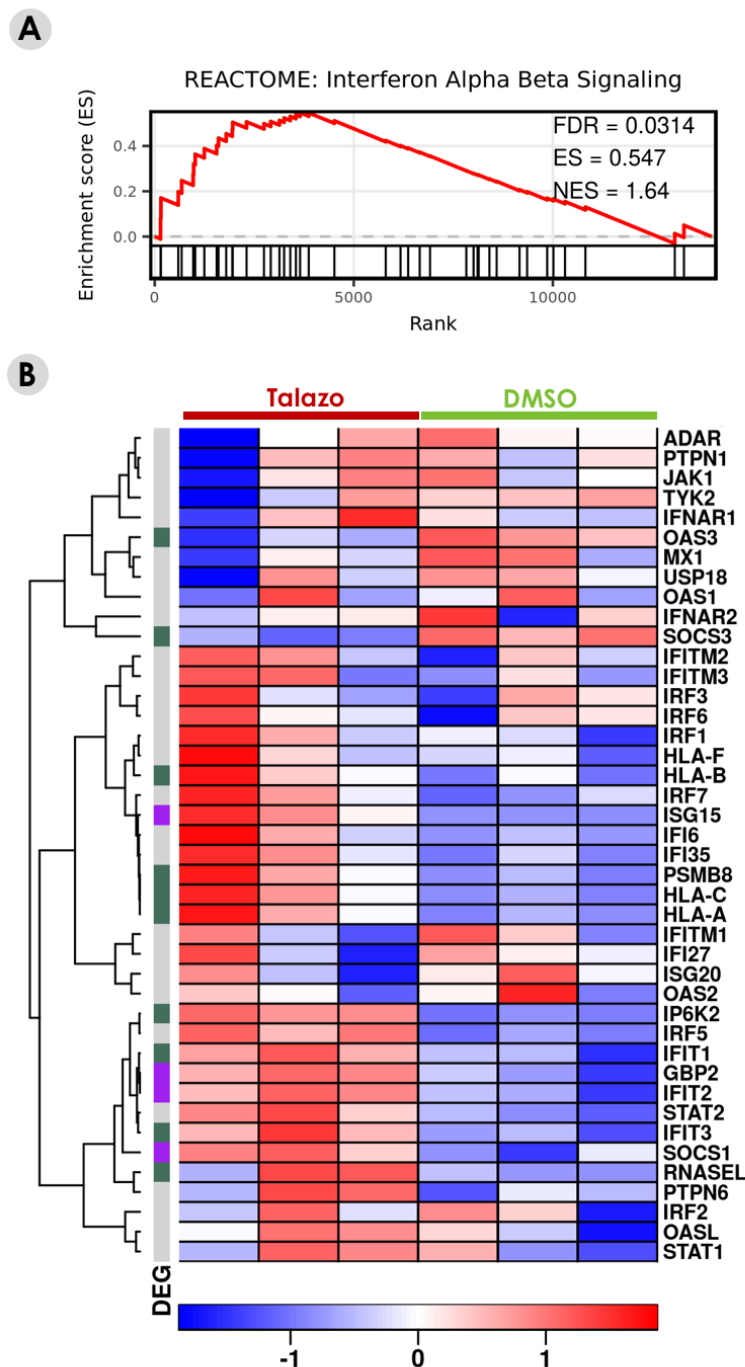 A
REACTOME: Interferon Alpha Beta Signaling
Enrichment score (ES)
0.4
0.2
0.0
FDR = 0.0314
ES = 0.547
NES = 1.64
0
5000
10000
Rank
B
Talazo
DMSO
ADAR
PTPN1
JAK1
TYK2
IFNAR1
OAS3
MX1
USP18
OAS1
IFNAR2
SOCS3
IFITM2
IFITM3
IRF3
IRF6
IRF1
HLA-F
HLA-B
IRF7
ISG15
IFI6
IFI35
PSMB8
HLA-C
HLA-A
IFITM1
IFI27
ISG20
OAS2
IP6K2
IRF5
IFIT1
GBP2
IFIT2
STAT2
IFIT3
SOCS1
RNASEL
PTPN6
IRF2
OASL
STAT1
DEG
-1
0
1